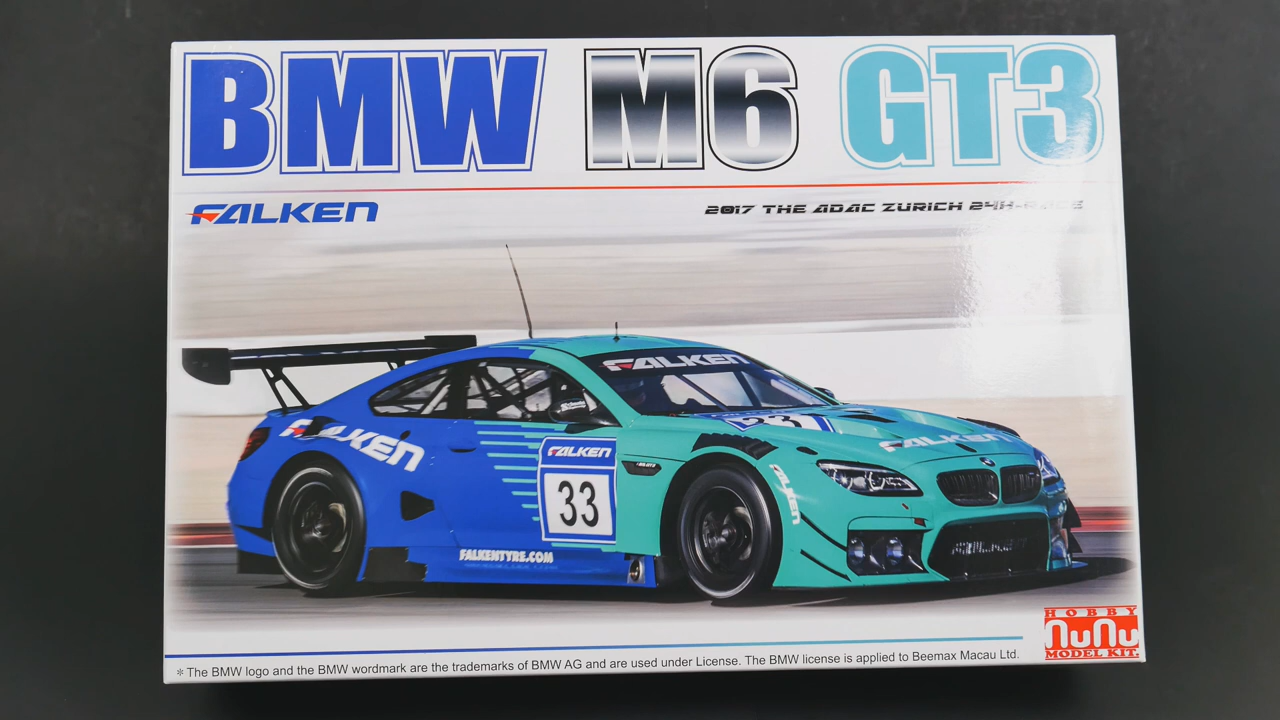 BMW M6 GT3
FALKEN
2017 THE ADAC ZURICH 24H-RACE
FALKEN
33
FALKEN
FALKEN
FALKEN
33
FALKEN
FALKENTYRE.COM
HOBBY
NuNu
MODEL KIT.
*The BMW logo and the BMW wordmark are the trademarks of BMW AG and are used under License. The BMW license is applied to Beemax Macau Ltd.